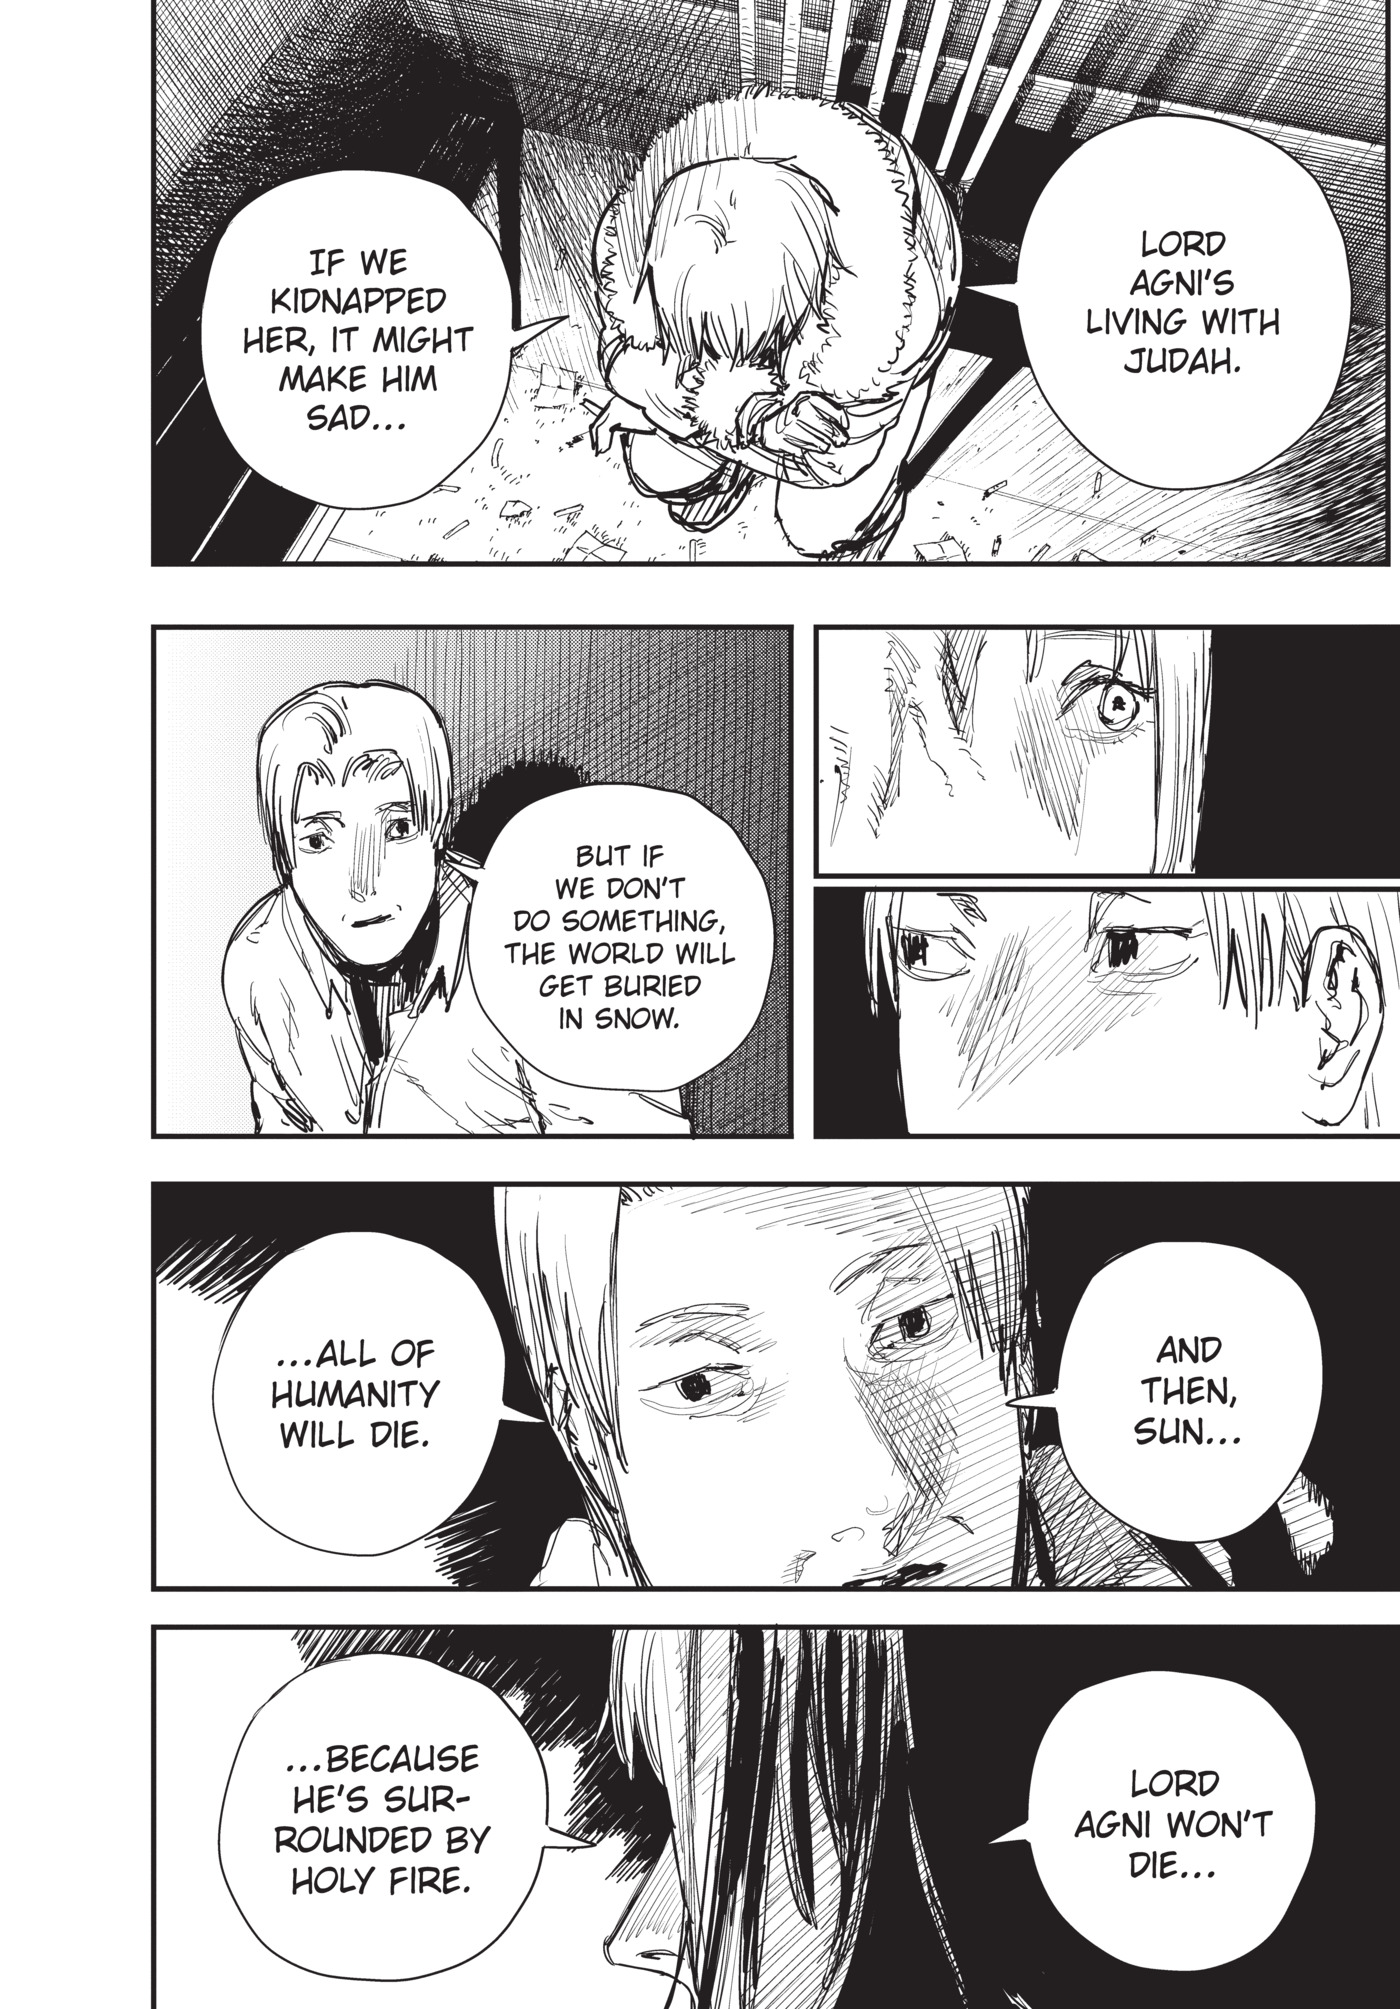 LORD
AGNI'S
LIVING WITH
JUDAH.
IF WE
KIDNAPPED
HER, IT MIGHT
MAKE HIM
SAD...
BUT IF
WE DON'T
DO SOMETHING,
THE WORLD WILL
GET BURIED
IN SNOW.
AND
THEN,
SUN...
...ALL OF
HUMANITY
WILL DIE.
LORD
AGNI WON'T
DIE...
...BECAUSE
HE'S SUR-
ROUNDED BY
HOLY FIRE.